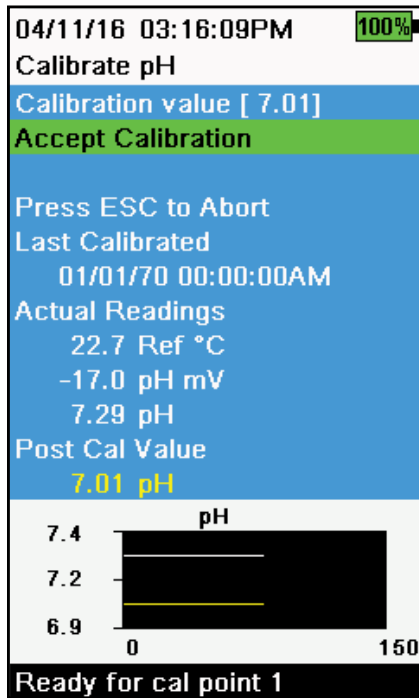 04/11/16 03:16:09PM 100%
Calibrate pH
Calibration value [ 7.01]
Accept Calibration
Press ESC to Abort
Last Calibrated
01/01/70 00:00:00AM
Actual Readings
22.7 Ref °C
-17.0 pH mV
7.29 pH
Post Cal Value
7.01 pH
pH
7.4
7.2
6.9
0 150
Ready for cal point 1